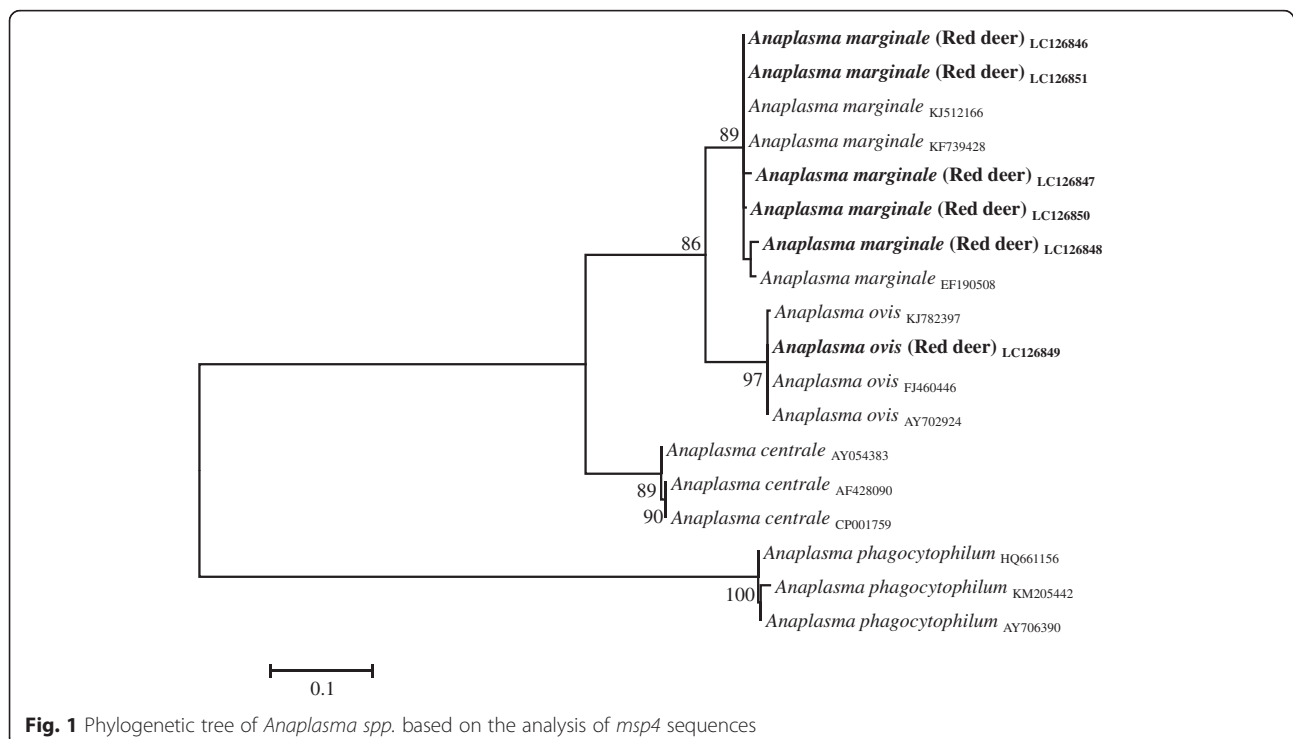 Anaplasma marginale (Red deer) LC126846
Anaplasma marginale (Red deer) LC126851
Anaplasma marginale KJ512166
89
Anaplasma marginale KF739428
Anaplasma marginale (Red deer) LC126847
Anaplasma marginale (Red deer) LC126850
86
Anaplasma marginale (Red deer) LC126848
Anaplasma marginale EF190508
Anaplasma ovis KJ782397
Anaplasma ovis (Red deer) LC126849
97
Anaplasma ovis FJ460446
Anaplasma ovis AY702924
Anaplasma centrale AY054383
89
Anaplasma centrale AF428090
90
Anaplasma centrale CP001759
Anaplasma phagocytophilum HQ661156
100
Anaplasma phagocytophilum KM205442
Anaplasma phagocytophilum AY706390
0.1
Fig. 1 Phylogenetic tree of Anaplasma spp. based on the analysis of msp4 sequences